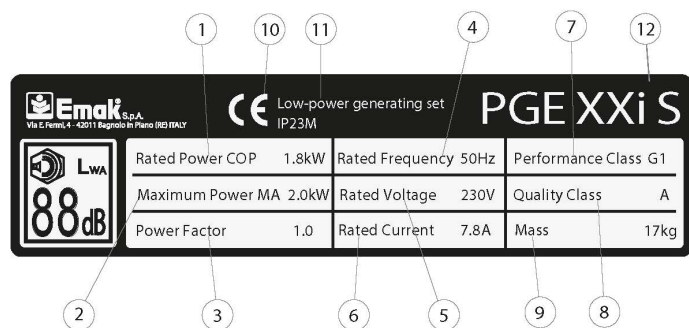 1
10
11
4
7
12
Emak S.p.A.
Via E. Fermi, 4 - 42011 Bagnolo in Piano (RE) ITALY
CE Low-power generating set
IP23M
PGE XXi S
LWA
88dB
Rated Power COP 1.8kW Rated Frequency 50Hz Performance Class G1
Maximum Power MA 2.0kW Rated Voltage 230V Quality Class A
Power Factor 1.0 Rated Current 7.8A Mass 17kg
2
3
6
5
9
8